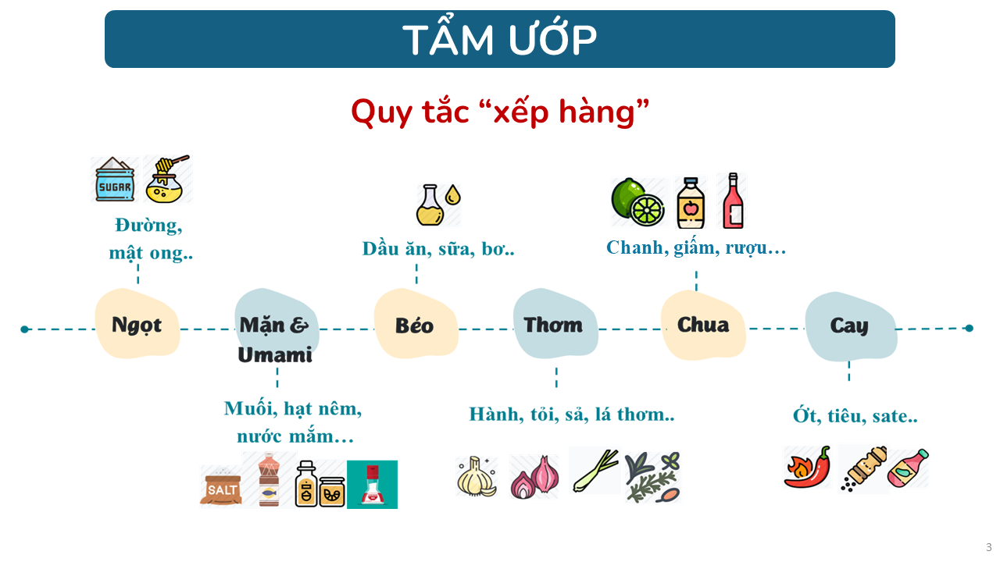 TẨM ƯỚP
Quy tắc “xếp hàng”
SUGAR
Đường,
mật ong..
Dầu ăn, sữa, bơ..
Chanh, giấm, rượu…
Ngọt
Mặn &
Umami
Béo
Thơm
Chua
Cay
Muối, hạt nêm,
nước mắm…
Hành, tỏi, sả, lá thơm..
Ớt, tiêu, sate..
SALT
3